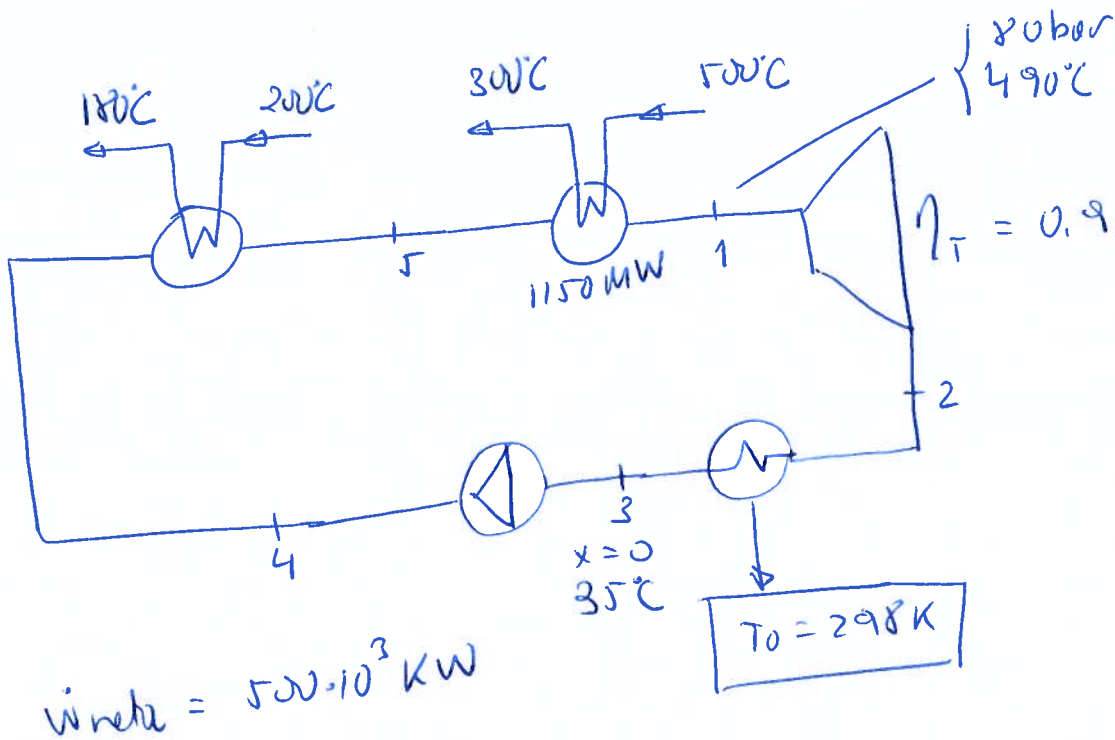 80 bar
490°C
180°C
200°C
300°C
500°C
η_T = 0.9
5
1150 MW
1
2
3
x = 0
35°C
4
T0 = 298 K
ẇneta = 500·10³ KW